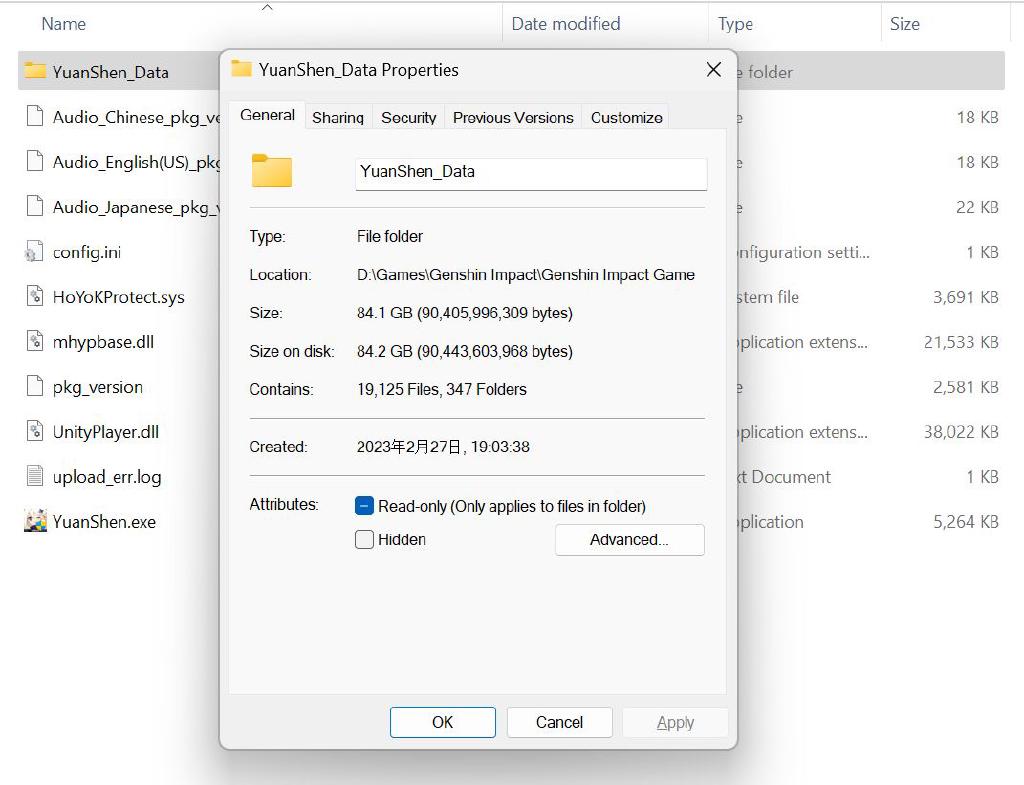 Name Date modified Type Size
YuanShen_Data folder
YuanShen_Data Properties
General Sharing Security Previous Versions Customize
YuanShen_Data
Type: File folder
Location: D:\Games\Genshin Impact\Genshin Impact Game
Size: 84.1 GB (90,405,996,309 bytes)
Size on disk: 84.2 GB (90,443,603,968 bytes)
Contains: 19,125 Files, 347 Folders
Created: 2023年2月27日, 19:03:38
Attributes: Read-only (Only applies to files in folder)
Hidden Advanced...
OK Cancel Apply
Audio_Chinese_pkg_ve 18 KB
Audio_English(US)_pkg 18 KB
Audio_Japanese_pkg_v 22 KB
config.ini nfiguration setti... 1 KB
HoYoKProtect.sys stem file 3,691 KB
mhypbase.dll plication extens... 21,533 KB
pkg_version 2,581 KB
UnityPlayer.dll plication extens... 38,022 KB
upload_err.log xt Document 1 KB
YuanShen.exe plication 5,264 KB